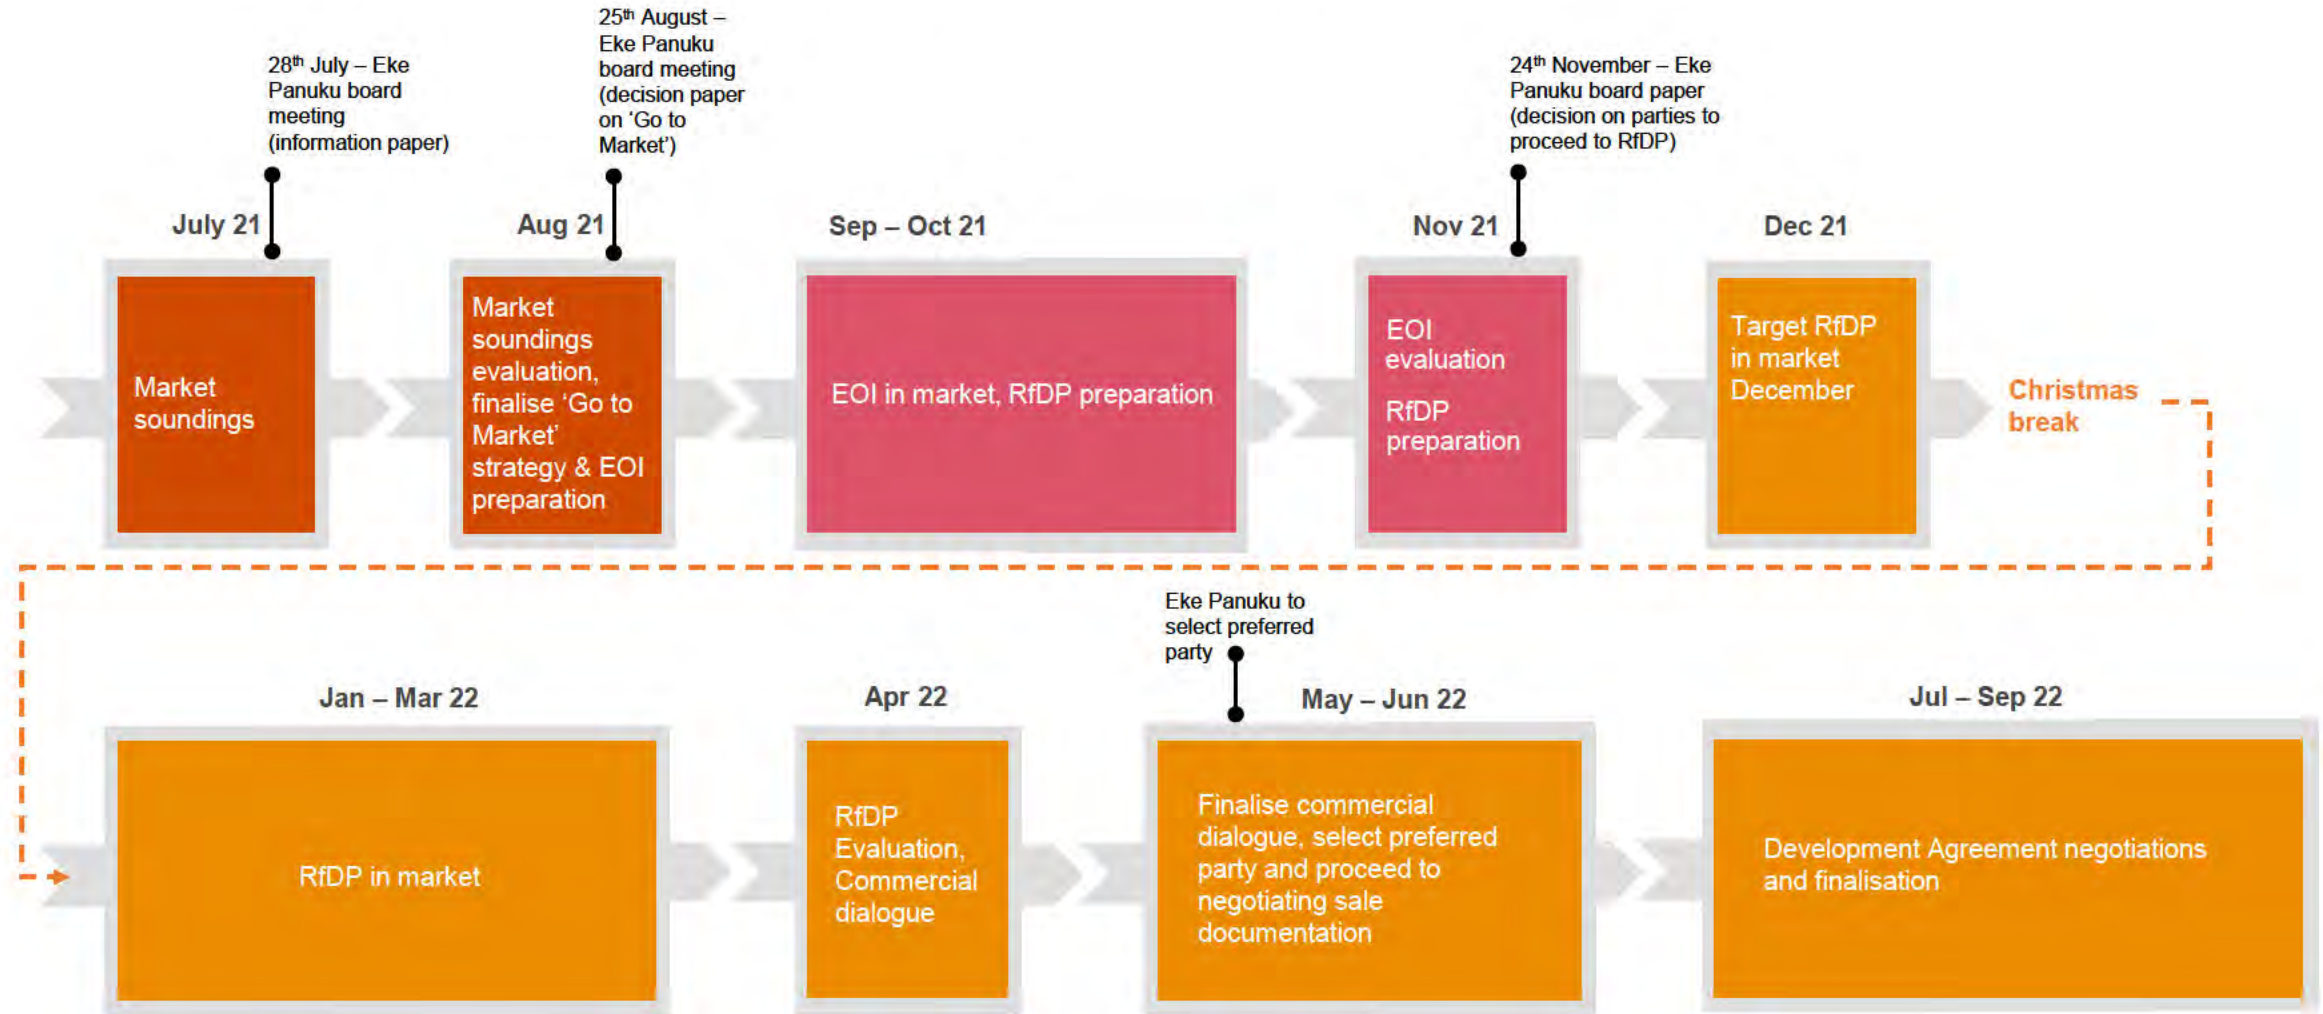 28th July – Eke
Panuku board
meeting
(information paper)
25th August –
Eke Panuku
board meeting
(decision paper
on ‘Go to
Market’)
24th November – Eke
Panuku board paper
(decision on parties to
proceed to RfDP)
July 21
Aug 21
Sep – Oct 21
Nov 21
Dec 21
Market
soundings
Market
soundings
evaluation,
finalise ‘Go to
Market’
strategy & EOI
preparation
EOI in market, RfDP preparation
EOI
evaluation
RfDP
preparation
Target RfDP
in market
December
Christmas
break
Eke Panuku to
select preferred
party
Jan – Mar 22
Apr 22
May – Jun 22
Jul – Sep 22
RfDP in market
RfDP
Evaluation,
Commercial
dialogue
Finalise commercial
dialogue, select preferred
party and proceed to
negotiating sale
documentation
Development Agreement negotiations
and finalisation